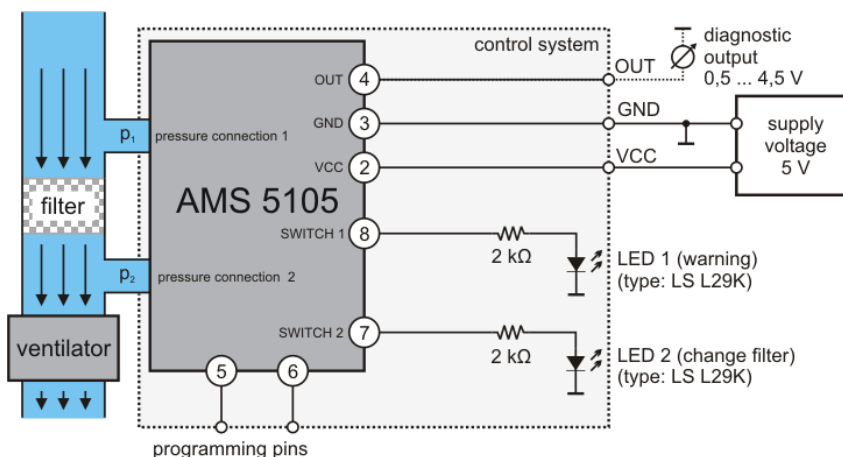 control system
diagnostic
output
0,5 ... 4,5 V
OUT
OUT
4
GND
GND
3
VCC
VCC
2
supply
voltage
5 V
p1
pressure connection 1
AMS 5105
filter
SWITCH 1
8
2 kΩ
LED 1 (warning)
(type: LS L29K)
p2
pressure connection 2
SWITCH 2
7
2 kΩ
LED 2 (change filter)
(type: LS L29K)
ventilator
5
6
programming pins